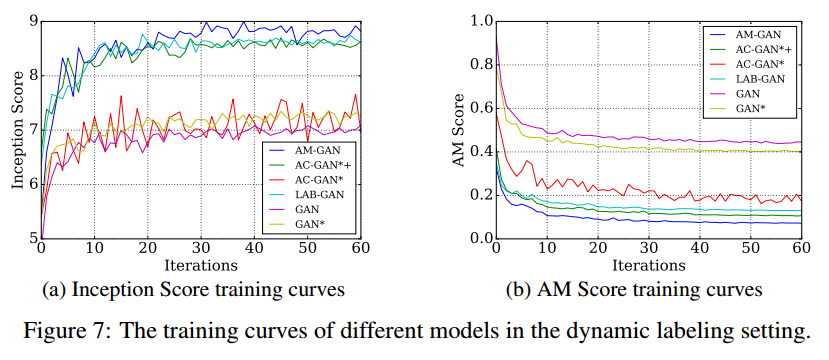 9
8
7
6
5
Inception Score
0
10
20
30
40
50
60
Iterations
AM-GAN
AC-GAN*+
AC-GAN*
LAB-GAN
GAN
GAN*
(a) Inception Score training curves
1.0
0.8
0.6
0.4
0.2
0.0
AM Score
0
10
20
30
40
50
60
Iterations
AM-GAN
AC-GAN*+
AC-GAN*
LAB-GAN
GAN
GAN*
(b) AM Score training curves
Figure 7: The training curves of different models in the dynamic labeling setting.